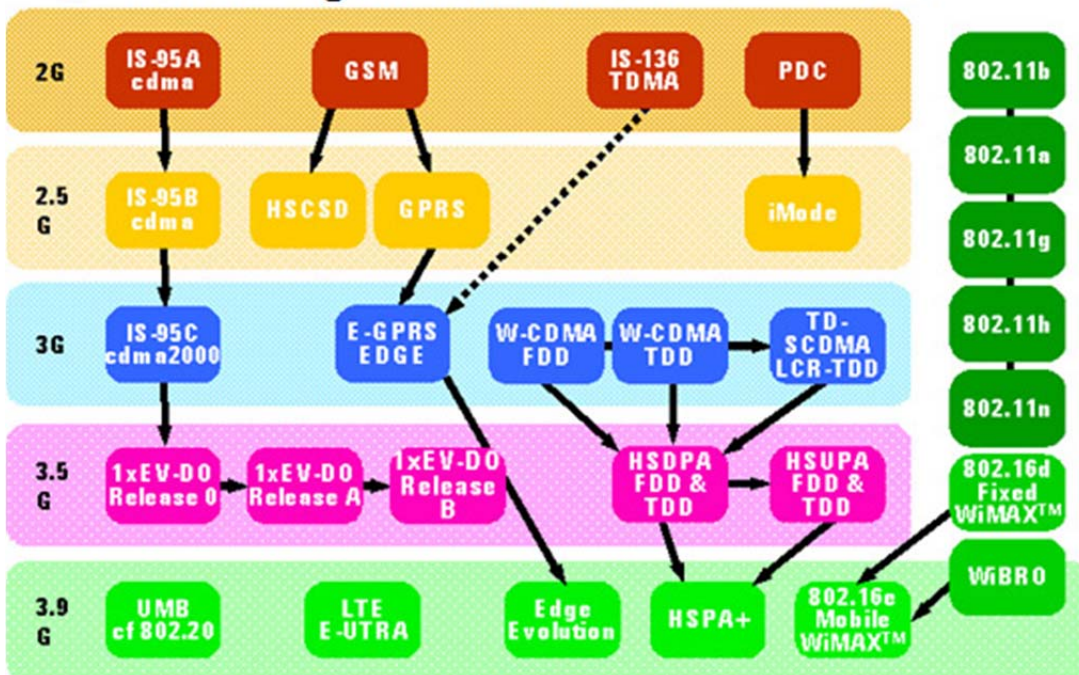 2G
IS-95A
cdma
GSM
IS-136
TDMA
PDC
802.11b
802.11a
2.5
G
IS-95B
cdma
HSCSD
GPRS
iMode
802.11g
3G
IS-95C
cdma2000
E-GPRS
EDGE
W-CDMA
FDD
W-CDMA
TDD
TD-
SCDMA
LCR-TDD
802.11h
802.11n
3.5
G
1xEV-DO
Release 0
1xEV-DO
Release A
1xEV-DO
Release
B
HSDPA
FDD &
TDD
HSUPA
FDD &
TDD
802.16d
Fixed
WiMAX™
WiBRO
3.9
G
UMB
cf 802.20
LTE
E-UTRA
Edge
Evolution
HSPA+
802.16e
Mobile
WiMAX™